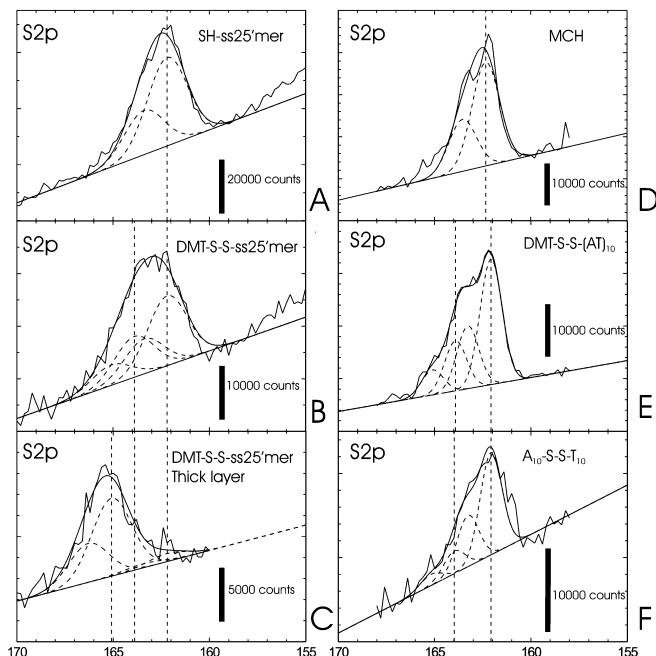 S2p
SH-ss25'mer
20000 counts
A
S2p
MCH
10000 counts
D
S2p
DMT-S-S-ss25'mer
10000 counts
B
S2p
DMT-S-S-(AT)₁₀
10000 counts
E
S2p
DMT-S-S-ss25'mer
Thick layer
5000 counts
C
S2p
A₁₀-S-S-T₁₀
10000 counts
F
170 165 160 155
170 165 160 155